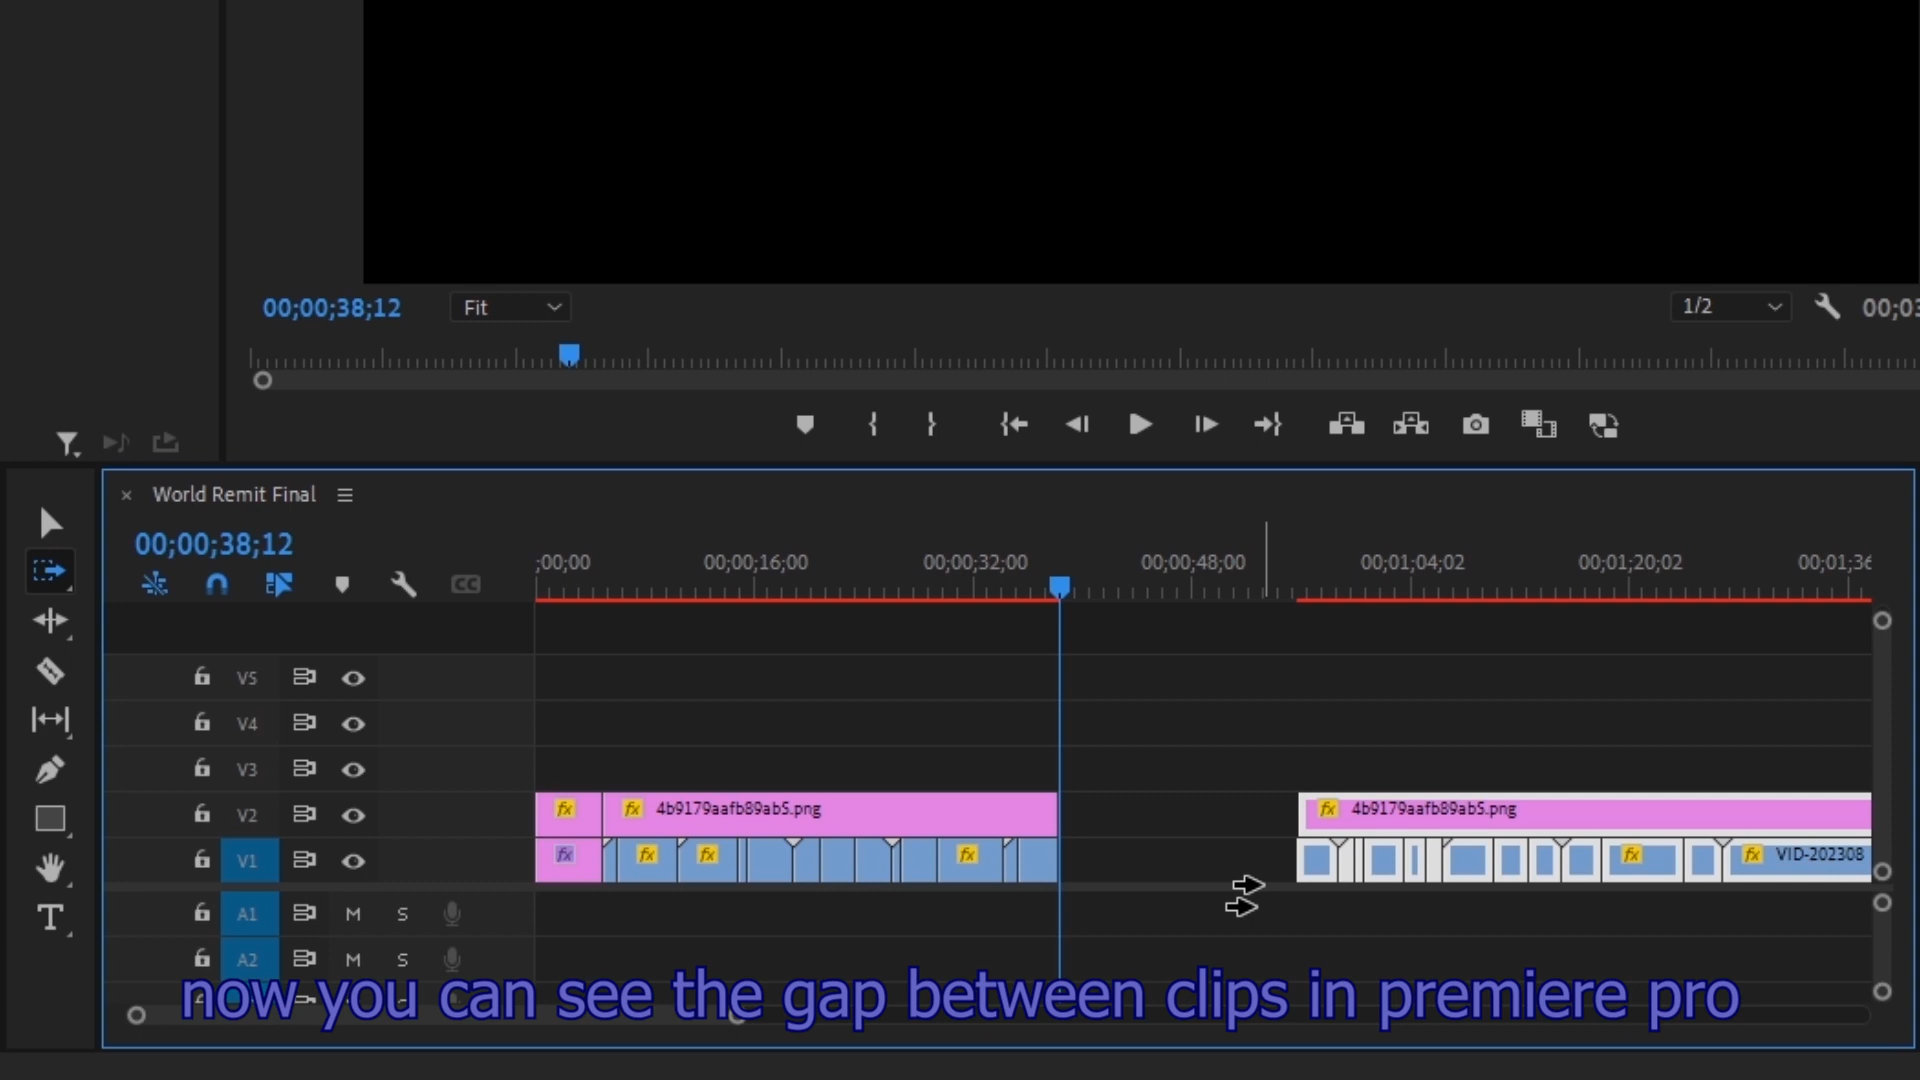 00;00;38;12
Fit
1/2
00;03
World Remit Final
00;00;38;12
;00;00
00;00;16;00
00;00;32;00
00;00;48;00
00;01;04;02
00;01;20;02
00;01;36
CC
V5
V4
V3
V2
fx
fx 4b9179aafb89ab5.png
fx 4b9179aafb89ab5.png
V1
fx
fx
fx
fx
fx
fx VID-202308
A1 M S
A2 M S
T
now you can see the gap between clips in premiere pro